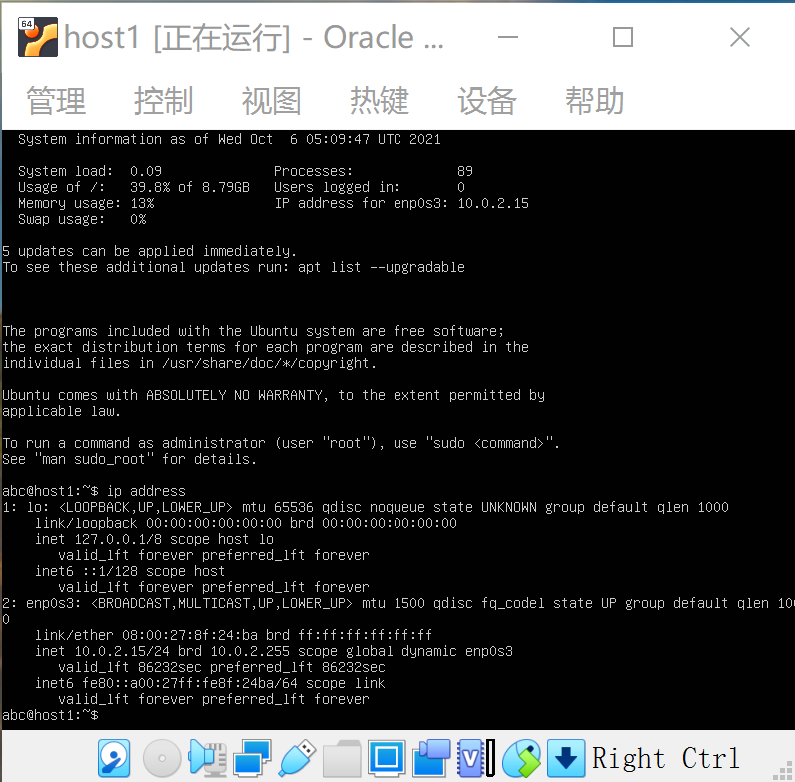 64
host1 [正在运行] - Oracle ...
管理 控制 视图 热键 设备 帮助
System information as of Wed Oct  6 05:09:47 UTC 2021
System load:  0.09              Processes:             89
Usage of /:   39.8% of 8.79GB   Users logged in:       0
Memory usage: 13%               IP address for enp0s3: 10.0.2.15
Swap usage:   0%
5 updates can be applied immediately.
To see these additional updates run: apt list --upgradable
The programs included with the Ubuntu system are free software;
the exact distribution terms for each program are described in the
individual files in /usr/share/doc/*/copyright.
Ubuntu comes with ABSOLUTELY NO WARRANTY, to the extent permitted by
applicable law.
To run a command as administrator (user "root"), use "sudo <command>".
See "man sudo_root" for details.
abc@host1:~$ ip address
1: lo: <LOOPBACK,UP,LOWER_UP> mtu 65536 qdisc noqueue state UNKNOWN group default qlen 1000
link/loopback 00:00:00:00:00:00 brd 00:00:00:00:00:00
inet 127.0.0.1/8 scope host lo
valid_lft forever preferred_lft forever
inet6 ::1/128 scope host
valid_lft forever preferred_lft forever
2: enp0s3: <BROADCAST,MULTICAST,UP,LOWER_UP> mtu 1500 qdisc fq_codel state UP group default qlen 100
0
link/ether 08:00:27:8f:24:ba brd ff:ff:ff:ff:ff:ff
inet 10.0.2.15/24 brd 10.0.2.255 scope global dynamic enp0s3
valid_lft 86232sec preferred_lft 86232sec
inet6 fe80::a00:27ff:fe8f:24ba/64 scope link
valid_lft forever preferred_lft forever
abc@host1:~$
V Right Ctrl